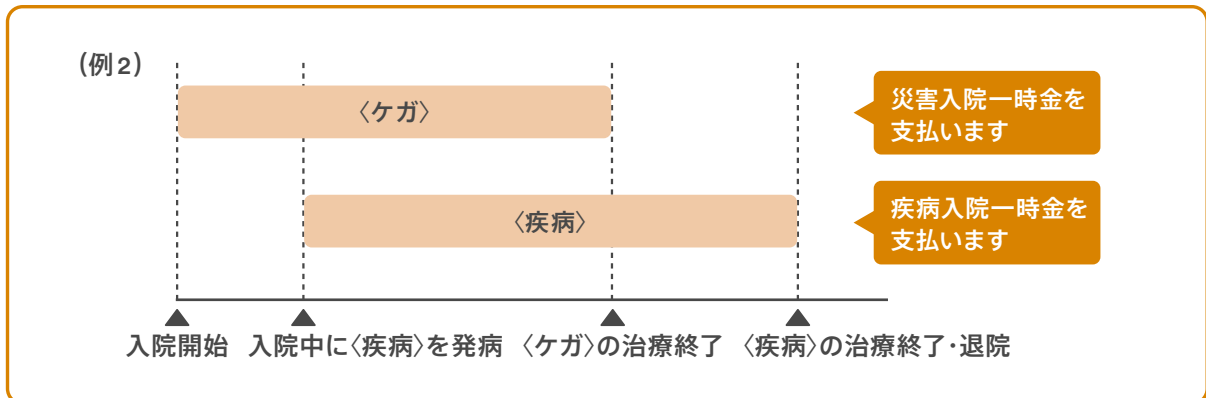 (例2)
〈ケガ〉
災害入院一時金を
支払います
〈疾病〉
疾病入院一時金を
支払います
入院開始 入院中に〈疾病〉を発病 〈ケガ〉の治療終了 〈疾病〉の治療終了・退院